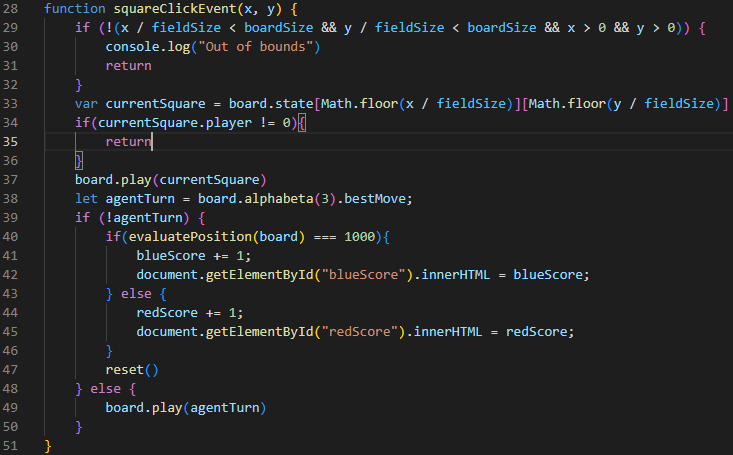 28 function squareClickEvent(x, y) {
29     if (!(x / fieldSize < boardSize && y / fieldSize < boardSize && x > 0 && y > 0)) {
30         console.log("Out of bounds")
31         return
32     }
33     var currentSquare = board.state[Math.floor(x / fieldSize)][Math.floor(y / fieldSize)]
34     if(currentSquare.player != 0){
35         return
36     }
37     board.play(currentSquare)
38     let agentTurn = board.alphabeta(3).bestMove;
39     if (!agentTurn) {
40         if(evaluatePosition(board) === 1000){
41             blueScore += 1;
42             document.getElementById("blueScore").innerHTML = blueScore;
43         } else {
44             redScore += 1;
45             document.getElementById("redScore").innerHTML = redScore;
46         }
47         reset()
48     } else {
49         board.play(agentTurn)
50     }
51 }